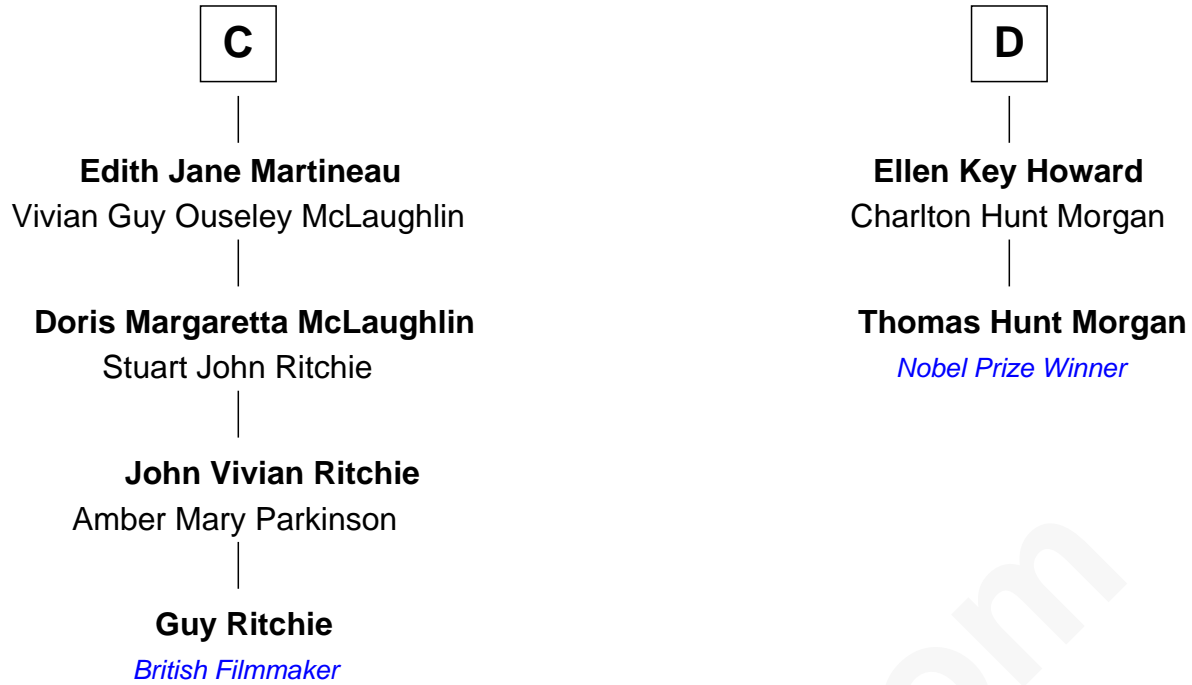 C
Edith Jane Martineau
Vivian Guy Ouseley McLaughlin
Doris Margaretta McLaughlin
Stuart John Ritchie
John Vivian Ritchie
Amber Mary Parkinson
Guy Ritchie
British Filmmaker
D
Ellen Key Howard
Charlton Hunt Morgan
Thomas Hunt Morgan
Nobel Prize Winner
om